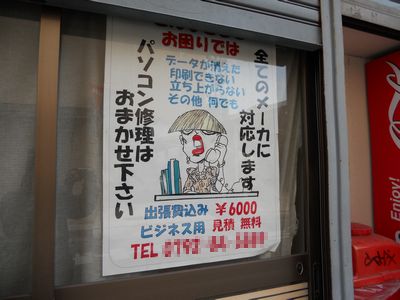 お困りでは
全てのメーカに
対応します
データが消えた
印刷できない
立ち上がらない
その他 何でも
パソコン修理は
おまかせ下さい
出張費込み ¥6000
ビジネス用 見積 無料
TEL 0792
Enjoy!